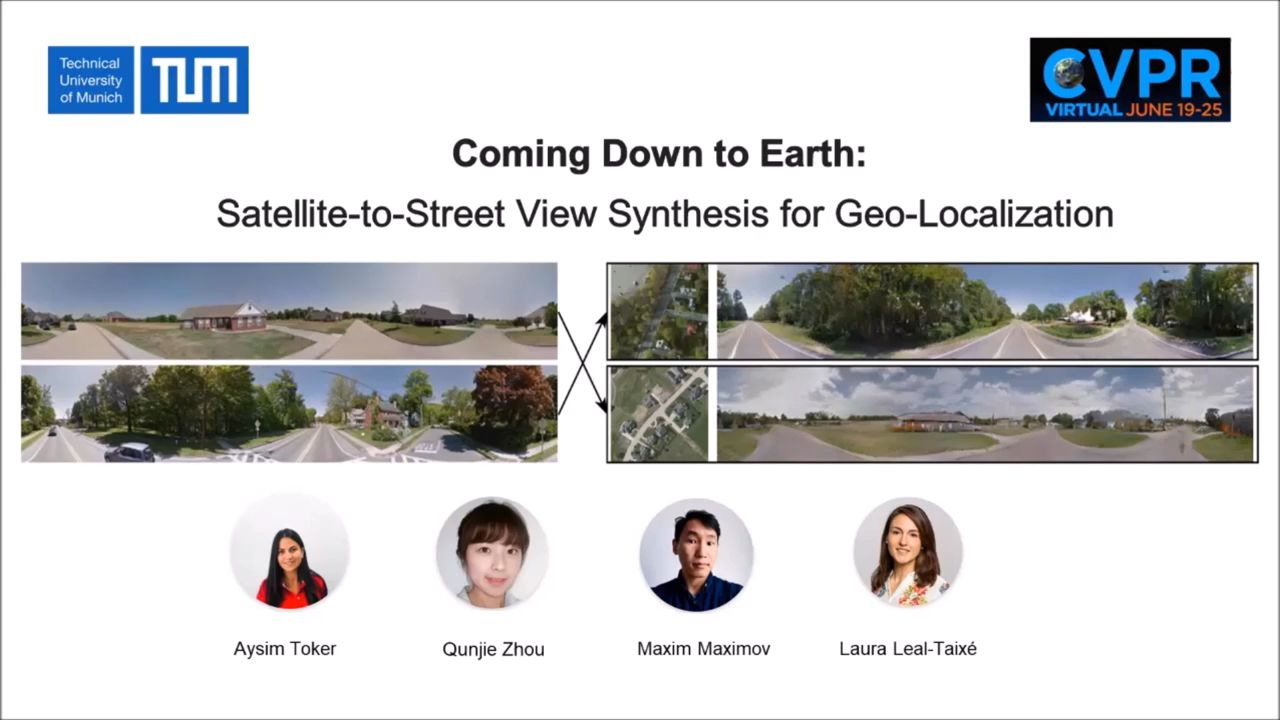 Technical
University
of Munich
TUM
CVPR
VIRTUAL JUNE 19-25
Coming Down to Earth:
Satellite-to-Street View Synthesis for Geo-Localization
Aysim Toker
Qunjie Zhou
Maxim Maximov
Laura Leal-Taixé